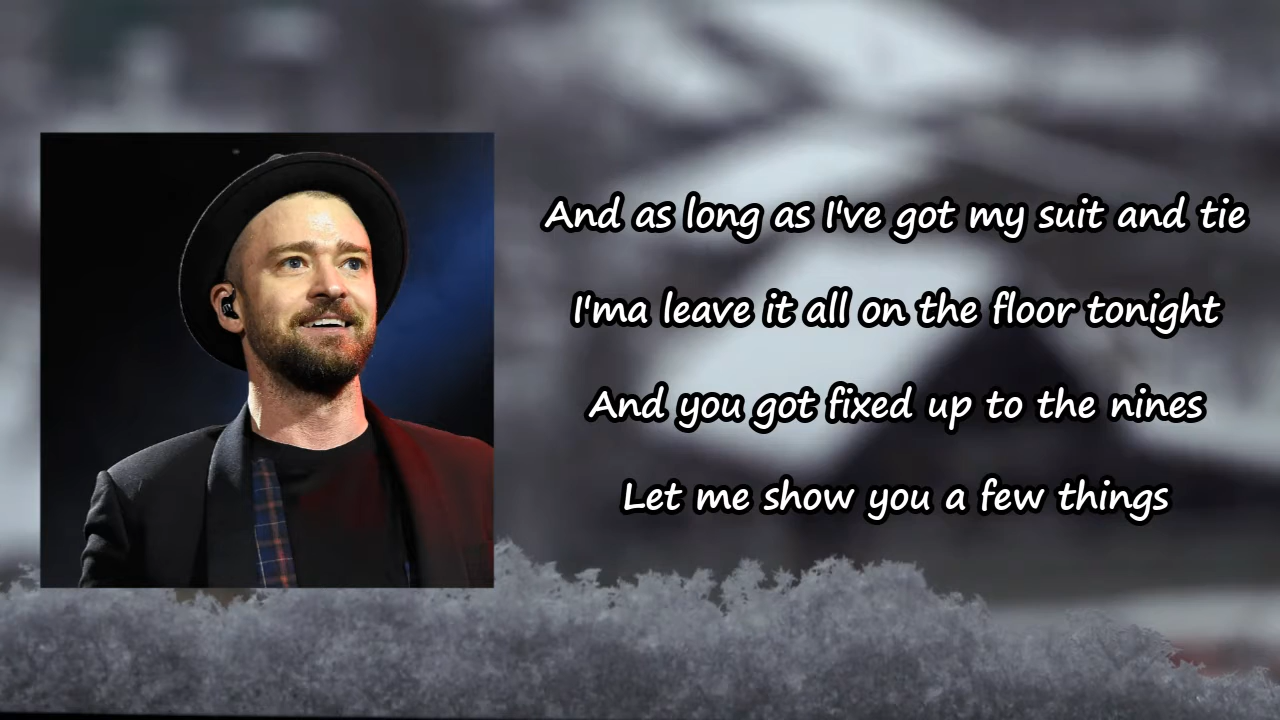 And as long as I've got my suit and tie
I'ma leave it all on the floor tonight
And you got fixed up to the nines
Let me show you a few things